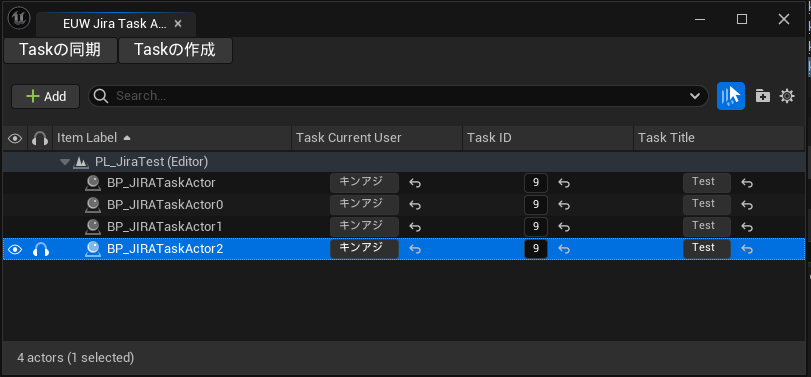 EUW Jira Task A...
Taskの同期 Taskの作成
Add Search...
Item Label Task Current User Task ID Task Title
PL_JiraTest (Editor)
BP_JIRATaskActor キンアジ 9 Test
BP_JIRATaskActor0 キンアジ 9 Test
BP_JIRATaskActor1 キンアジ 9 Test
BP_JIRATaskActor2 キンアジ 9 Test
4 actors (1 selected)